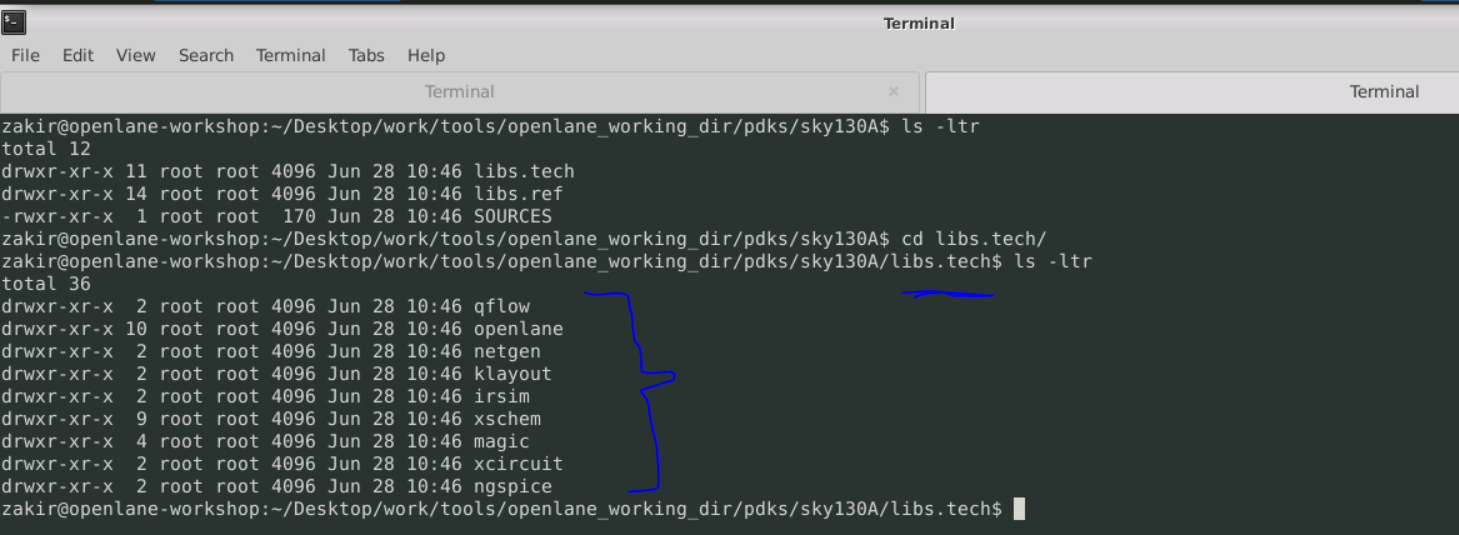 Terminal
File Edit View Search Terminal Tabs Help
Terminal × Terminal
zakir@openlane-workshop:~/Desktop/work/tools/openlane_working_dir/pdks/sky130A$ ls -ltr
total 12
drwxr-xr-x 11 root root 4096 Jun 28 10:46 libs.tech
drwxr-xr-x 14 root root 4096 Jun 28 10:46 libs.ref
-rwxr-xr-x  1 root root  170 Jun 28 10:46 SOURCES
zakir@openlane-workshop:~/Desktop/work/tools/openlane_working_dir/pdks/sky130A$ cd libs.tech/
zakir@openlane-workshop:~/Desktop/work/tools/openlane_working_dir/pdks/sky130A/libs.tech$ ls -ltr
total 36
drwxr-xr-x  2 root root 4096 Jun 28 10:46 qflow
drwxr-xr-x 10 root root 4096 Jun 28 10:46 openlane
drwxr-xr-x  2 root root 4096 Jun 28 10:46 netgen
drwxr-xr-x  2 root root 4096 Jun 28 10:46 klayout
drwxr-xr-x  2 root root 4096 Jun 28 10:46 irsim
drwxr-xr-x  9 root root 4096 Jun 28 10:46 xschem
drwxr-xr-x  4 root root 4096 Jun 28 10:46 magic
drwxr-xr-x  2 root root 4096 Jun 28 10:46 xcircuit
drwxr-xr-x  2 root root 4096 Jun 28 10:46 ngspice
zakir@openlane-workshop:~/Desktop/work/tools/openlane_working_dir/pdks/sky130A/libs.tech$